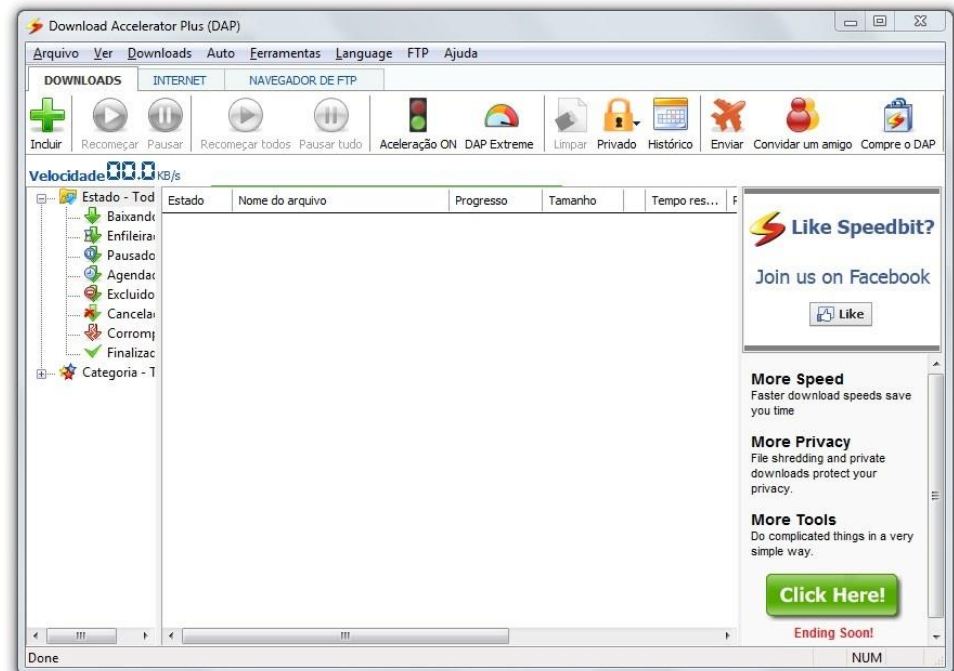 Download Accelerator Plus (DAP)
Arquivo Ver Downloads Auto Ferramentas Language FTP Ajuda
DOWNLOADS INTERNET NAVEGADOR DE FTP
Incluir Recomeçar Pausar Recomeçar todos Pausar tudo Aceleração ON DAP Extreme Limpar Privado Histórico Enviar Convidar um amigo Compre o DAP
Velocidade 00.0 KB/s
Estado - Tod
Baixando
Enfileira
Pausado
Agendad
Excluido
Cancela
Corromp
Finalizad
Categoria - T
Estado Nome do arquivo Progresso Tamanho Tempo res...
Like Speedbit?
Join us on Facebook
Like
More Speed
Faster download speeds save
you time
More Privacy
File shredding and private
downloads protect your
privacy.
More Tools
Do complicated things in a very
simple way.
Click Here!
Ending Soon!
Done NUM